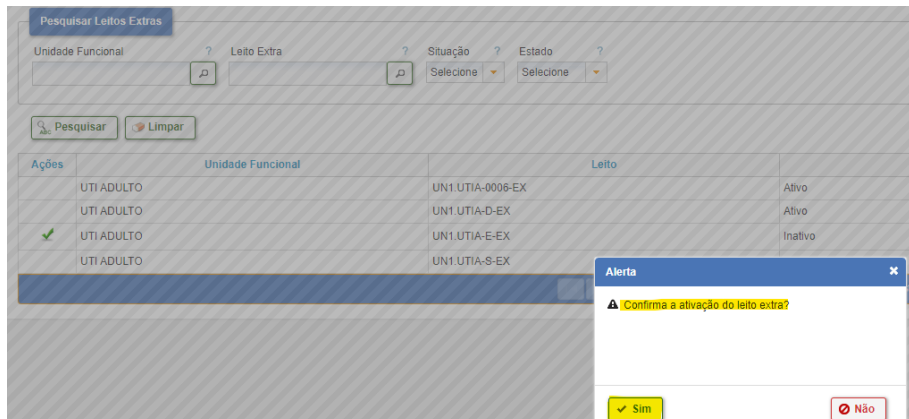 Pesquisar Leitos Extras
Unidade Funcional ? Leito Extra ? Situação ? Estado ?
Selecione Selecione
Pesquisar Limpar
Ações Unidade Funcional Leito
UTI ADULTO UN1.UTIA-0006-EX Ativo
UTI ADULTO UN1.UTIA-D-EX Ativo
UTI ADULTO UN1.UTIA-E-EX Inativo
UTI ADULTO UN1.UTIA-S-EX
Alerta
Confirma a ativação do leito extra?
Sim Não